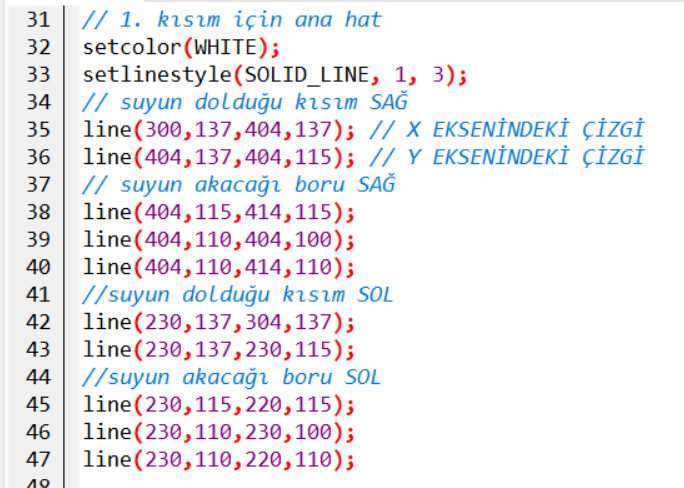 31 // 1. kısım için ana hat
32 setcolor(WHITE);
33 setlinestyle(SOLID_LINE, 1, 3);
34 // suyun dolduğu kısım SAĞ
35 line(300,137,404,137); // X EKSENİNDEKİ ÇİZGİ
36 line(404,137,404,115); // Y EKSENİNDEKİ ÇİZGİ
37 // suyun akacağı boru SAĞ
38 line(404,115,414,115);
39 line(404,110,404,100);
40 line(404,110,414,110);
41 //suyun dolduğu kısım SOL
42 line(230,137,304,137);
43 line(230,137,230,115);
44 //suyun akacağı boru SOL
45 line(230,115,220,115);
46 line(230,110,230,100);
47 line(230,110,220,110);
48